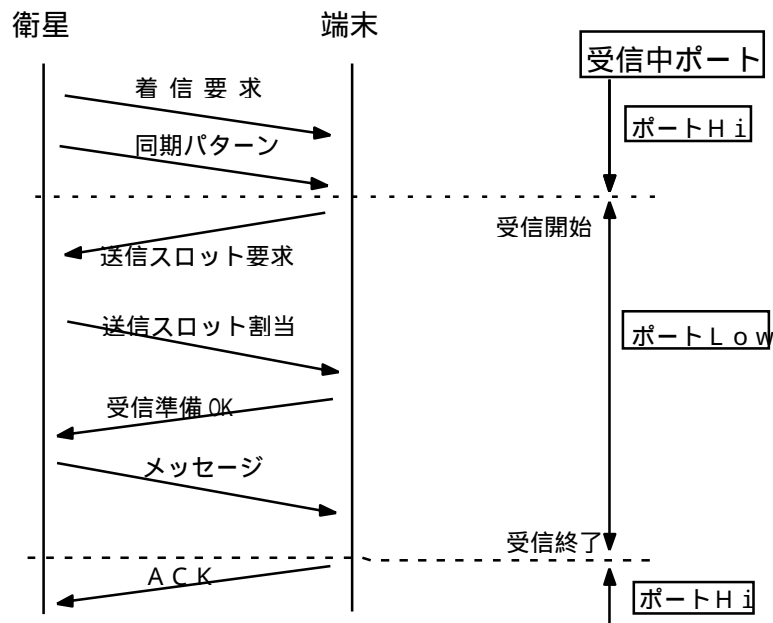 衛星
端末
受信中ポート
着信要求
ポートHi
同期パターン
受信開始
送信スロット要求
送信スロット割当
ポートLow
受信準備OK
メッセージ
受信終了
ACK
ポートHi